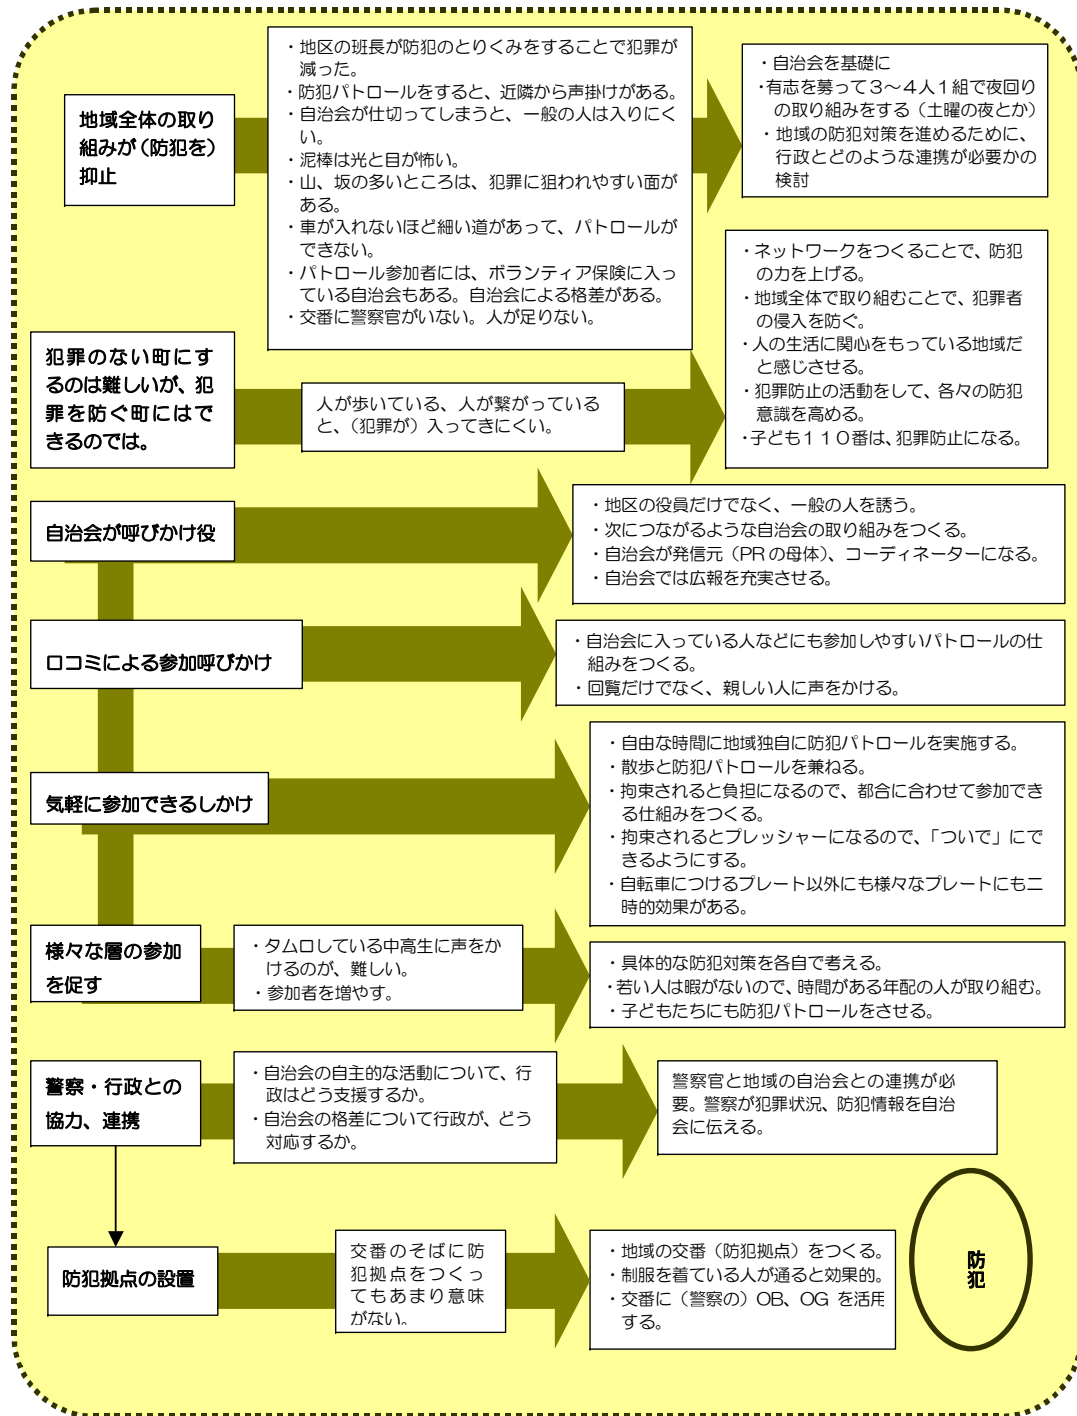 地域全体の取り
組みが（防犯を）
抑止
・地区の班長が防犯のとりくみをすることで犯罪が
減った。
・防犯パトロールをすると、近隣から声掛けがある。
・自治会が仕切ってしまうと、一般の人は入りにく
い。
・泥棒は光と目が怖い。
・山、坂の多いところは、犯罪に狙われやすい面が
ある。
・車が入れないほど細い道があって、パトロールが
できない。
・パトロール参加者には、ボランティア保険に入っ
ている自治会もある。自治会による格差がある。
・交番に警察官がいない。人が足りない。
・自治会を基礎に
・有志を募って３～４人１組で夜回り
の取り組みをする（土曜の夜とか）
・地域の防犯対策を進めるために、
行政とどのような連携が必要かの
検討
犯罪のない町にす
るのは難しいが、犯
罪を防ぐ町にはで
きるのでは。
人が歩いている、人が繋がっている
と、（犯罪が）入ってきにくい。
・ネットワークをつくることで、防犯
の力を上げる。
・地域全体で取り組むことで、犯罪者
の侵入を防ぐ。
・人の生活に関心をもっている地域だ
と感じさせる。
・犯罪防止の活動をして、各々の防犯
意識を高める。
・子ども１１０番は、犯罪防止になる。
自治会が呼びかけ役
・地区の役員だけでなく、一般の人を誘う。
・次につながるような自治会の取り組みをつくる。
・自治会が発信元（PRの母体）、コーディネーターになる。
・自治会では広報を充実させる。
口コミによる参加呼びかけ
・自治会に入っている人などにも参加しやすいパトロールの仕
組みをつくる。
・回覧だけでなく、親しい人に声をかける。
気軽に参加できるしかけ
・自由な時間に地域独自に防犯パトロールを実施する。
・散歩と防犯パトロールを兼ねる。
・拘束されると負担になるので、都合に合わせて参加でき
る仕組みをつくる。
・拘束されるとプレッシャーになるので、「ついで」にで
きるようにする。
・自転車につけるプレート以外にも様々なプレートにも二
時的効果がある。
様々な層の参加
を促す
・タムロしている中高生に声をか
けるのが、難しい。
・参加者を増やす。
・具体的な防犯対策を各自で考える。
・若い人は暇がないので、時間がある年配の人が取り組む。
・子どもたちにも防犯パトロールをさせる。
警察・行政との
協力、連携
・自治会の自主的な活動について、行
政はどう支援するか。
・自治会の格差について行政が、どう
対応するか。
警察官と地域の自治会との連携が必
要。警察が犯罪状況、防犯情報を自治
会に伝える。
防犯拠点の設置
交番のそばに防
犯拠点をつくっ
てもあまり意味
がない。
・地域の交番（防犯拠点）をつくる。
・制服を着ている人が通ると効果的。
・交番に（警察の）OB、OG を活用
する。
防犯